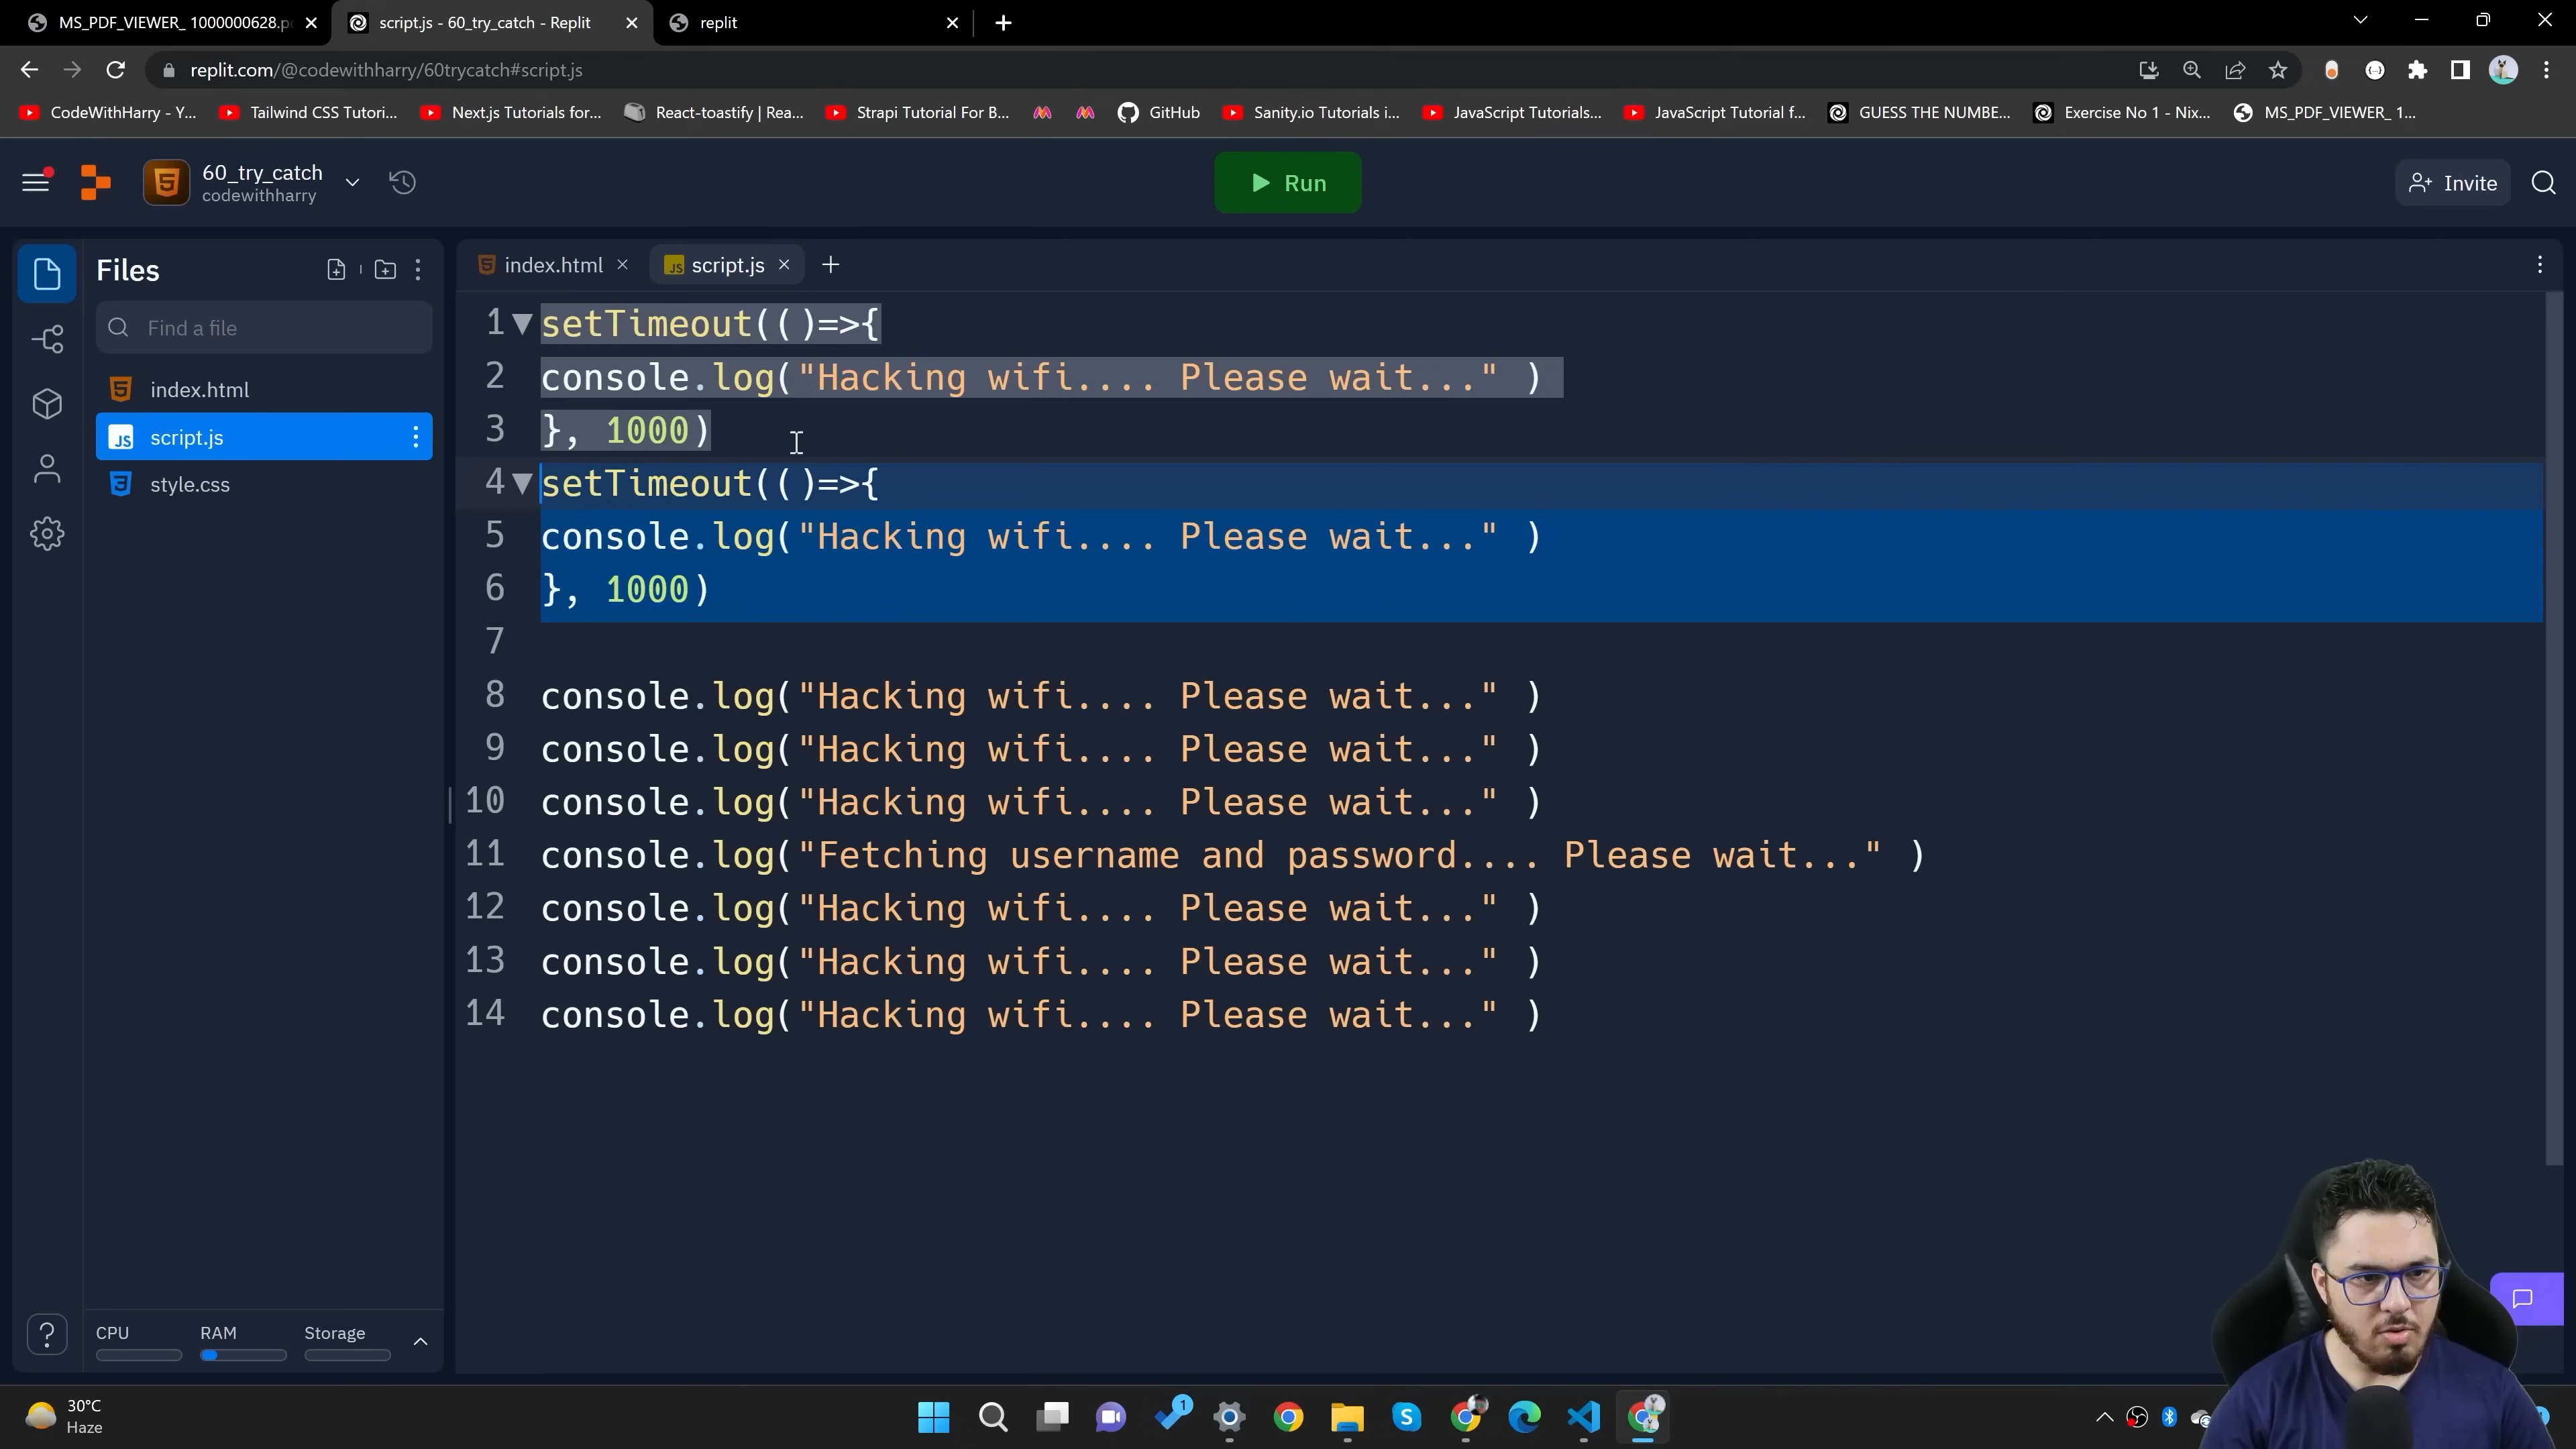 MS_PDF_VIEWER_ 1000000628.p
script.js - 60_try_catch - Replit
replit
replit.com/@codewithharry/60trycatch#script.js
CodeWithHarry - Y...
Tailwind CSS Tutori...
Next.js Tutorials for...
React-toastify | Rea...
Strapi Tutorial For B...
GitHub
Sanity.io Tutorials i...
JavaScript Tutorials...
JavaScript Tutorial f...
GUESS THE NUMBE...
Exercise No 1 - Nix...
MS_PDF_VIEWER_ 1...
60_try_catch
codewithharry
Run
Invite
Files
Find a file
index.html
script.js
style.css
index.html
script.js
1 setTimeout(()=>{
2 console.log("Hacking wifi.... Please wait..." )
3 }, 1000)
4 setTimeout(()=>{
5 console.log("Hacking wifi.... Please wait..." )
6 }, 1000)
7
8 console.log("Hacking wifi.... Please wait..." )
9 console.log("Hacking wifi.... Please wait..." )
10 console.log("Hacking wifi.... Please wait..." )
11 console.log("Fetching username and password.... Please wait..." )
12 console.log("Hacking wifi.... Please wait..." )
13 console.log("Hacking wifi.... Please wait..." )
14 console.log("Hacking wifi.... Please wait..." )
CPU
RAM
Storage
30°C
Haze
1